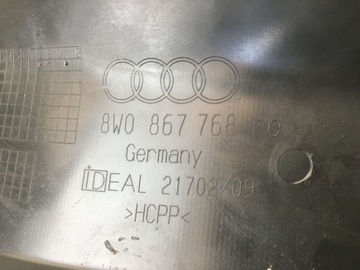 8W0 867 768
Germany
IDEAL 21702/09
>HCPP<